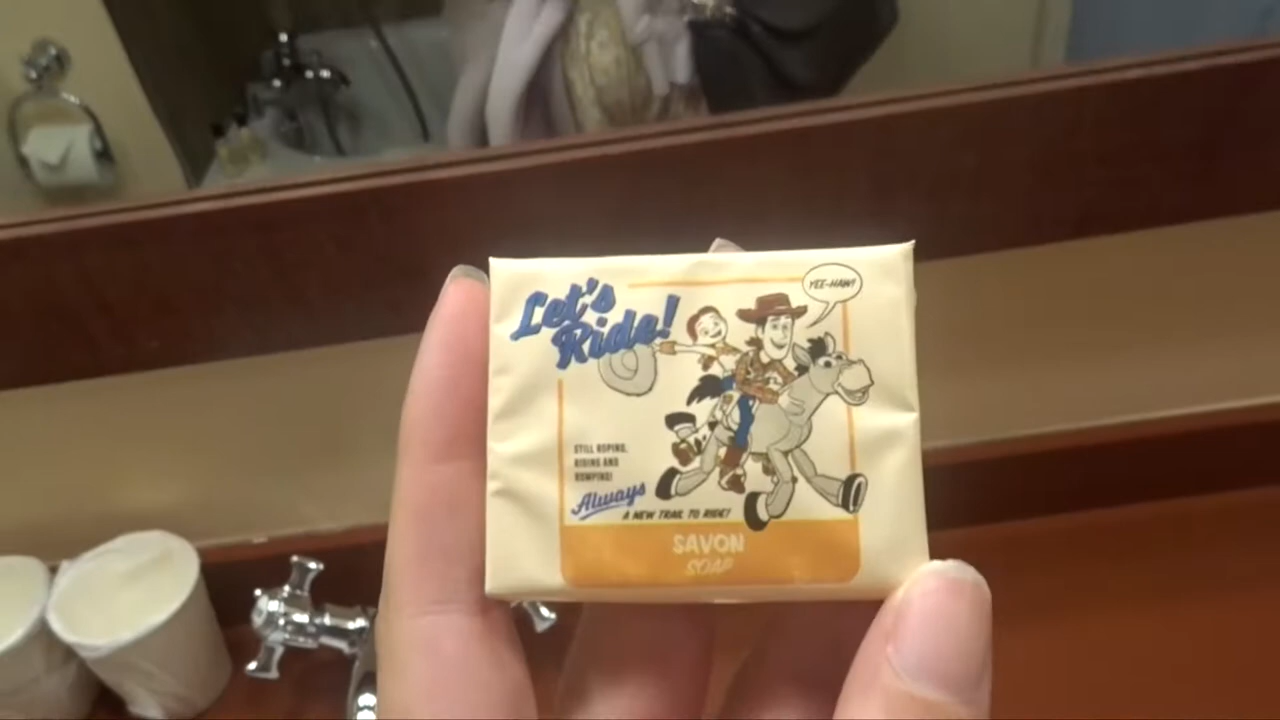 Let's
Ride!
YEE-HAW!
STILL ROPING,
RIDING AND
ROMPING!
Always
A NEW TRAIL TO RIDE!
SAVON
SOAP